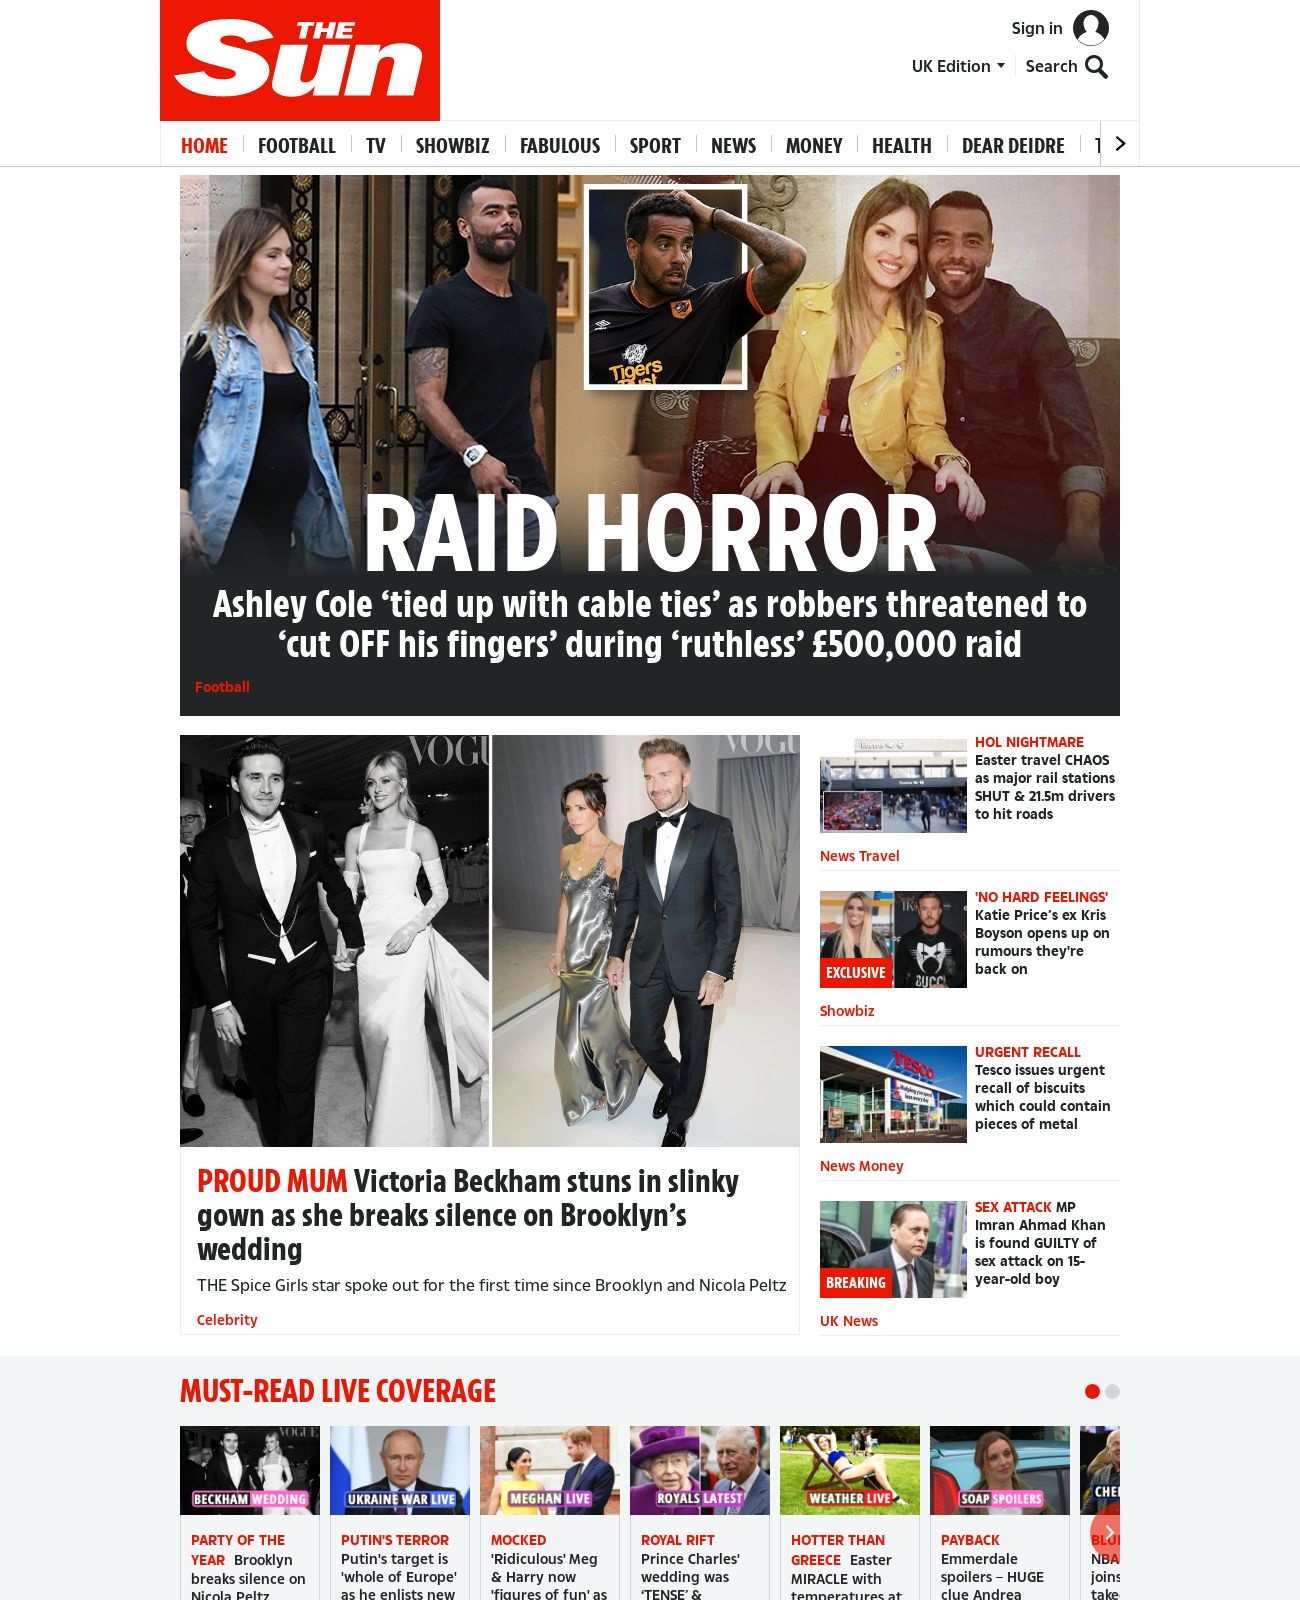 THE
Sun
Sign in
UK Edition
Search
HOME
FOOTBALL
TV
SHOWBIZ
FABULOUS
SPORT
NEWS
MONEY
HEALTH
DEAR DEIDRE
Tigers
Trust
RAID HORROR
Ashley Cole ‘tied up with cable ties’ as robbers threatened to
‘cut OFF his fingers’ during ‘ruthless’ £500,000 raid
Football
VOGU
VOGU
PROUD MUM Victoria Beckham stuns in slinky
gown as she breaks silence on Brooklyn’s
wedding
THE Spice Girls star spoke out for the first time since Brooklyn and Nicola Peltz
Celebrity
HOL NIGHTMARE
Easter travel CHAOS
as major rail stations
SHUT & 21.5m drivers
to hit roads
News Travel
'NO HARD FEELINGS'
Katie Price’s ex Kris
Boyson opens up on
rumours they're
back on
EXCLUSIVE
GUCCI
Showbiz
URGENT RECALL
Tesco issues urgent
recall of biscuits
which could contain
pieces of metal
TESCO
Helping you spend
less every day
News Money
SEX ATTACK MP
Imran Ahmad Khan
is found GUILTY of
sex attack on 15-
year-old boy
BREAKING
UK News
MUST-READ LIVE COVERAGE
VOGUE
BECKHAM WEDDING
PARTY OF THE
YEAR Brooklyn
breaks silence on
Nicola Peltz
UKRAINE WAR LIVE
PUTIN'S TERROR
Putin's target is
'whole of Europe'
as he enlists new
MEGHAN LIVE
MOCKED
'Ridiculous' Meg
& Harry now
'figures of fun' as
ROYALS LATEST
ROYAL RIFT
Prince Charles'
wedding was
‘TENSE’ &
WEATHER LIVE
HOTTER THAN
GREECE Easter
MIRACLE with
temperatures at
SOAP SPOILERS
PAYBACK
Emmerdale
spoilers – HUGE
clue Andrea
CHEL
BLU
NBA
joins
take